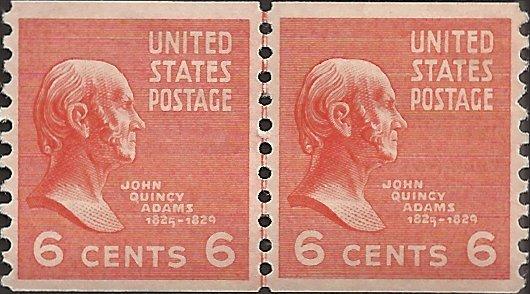 UNITED
STATES
POSTAGE
JOHN
QUINCY
ADAMS
1825-1829
6 CENTS 6
UNITED
STATES
POSTAGE
JOHN
QUINCY
ADAMS
1825-1829
6 CENTS 6